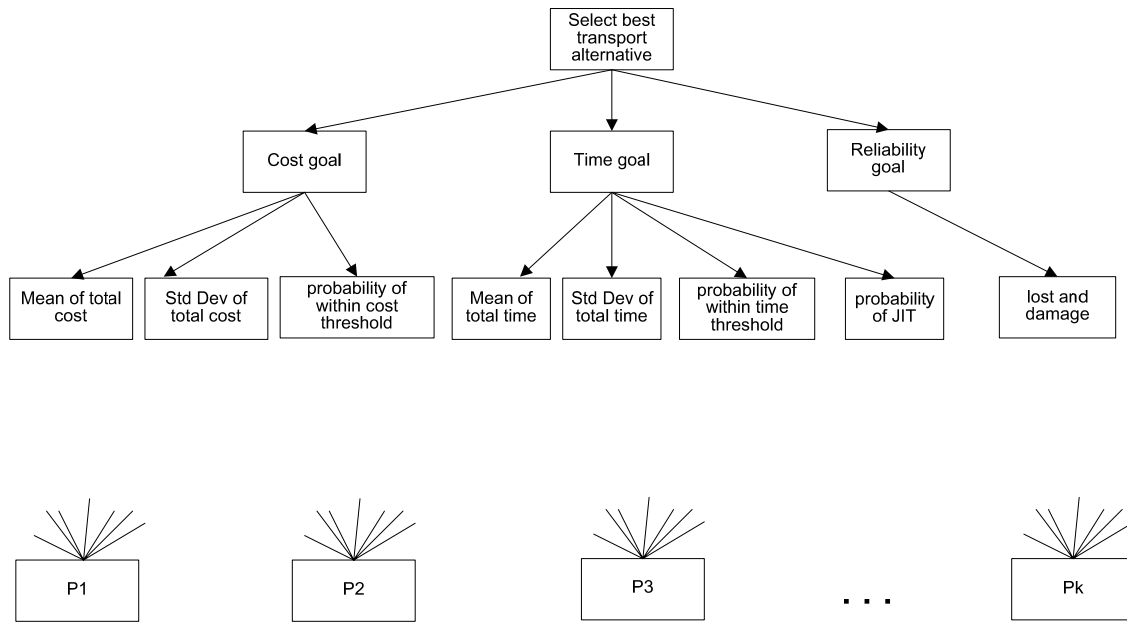 Select best
transport
alternative
Cost goal
Time goal
Reliability
goal
Mean of total
cost
Std Dev of
total cost
probability of
within cost
threshold
Mean of
total time
Std Dev of
total time
probability of
within time
threshold
probability
of JIT
lost and
damage
P1
P2
P3
. . .
Pk